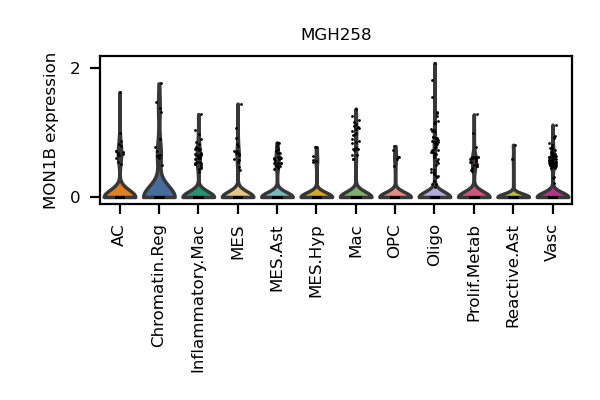 MGH258
MON1B expression
2
0
AC
Chromatin.Reg
Inflammatory.Mac
MES
MES.Ast
MES.Hyp
Mac
OPC
Oligo
Prolif.Metab
Reactive.Ast
Vasc